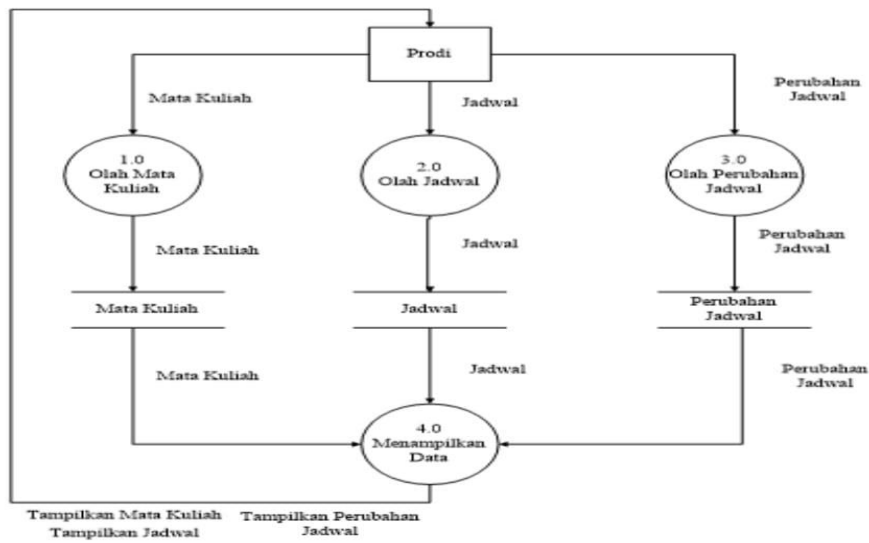 Prodi
Mata Kuliah
Jadwal
Perubahan
Jadwal
1.0
Olah Mata
Kuliah
2.0
Olah Jadwal
3.0
Olah Perubahan
Jadwal
Mata Kuliah
Jadwal
Perubahan
Jadwal
Mata Kuliah
Jadwal
Perubahan
Jadwal
Mata Kuliah
Jadwal
Perubahan
Jadwal
4.0
Menampilkan
Data
Tampilkan Mata Kuliah
Tampilkan Jadwal
Tampilkan Perubahan
Jadwal